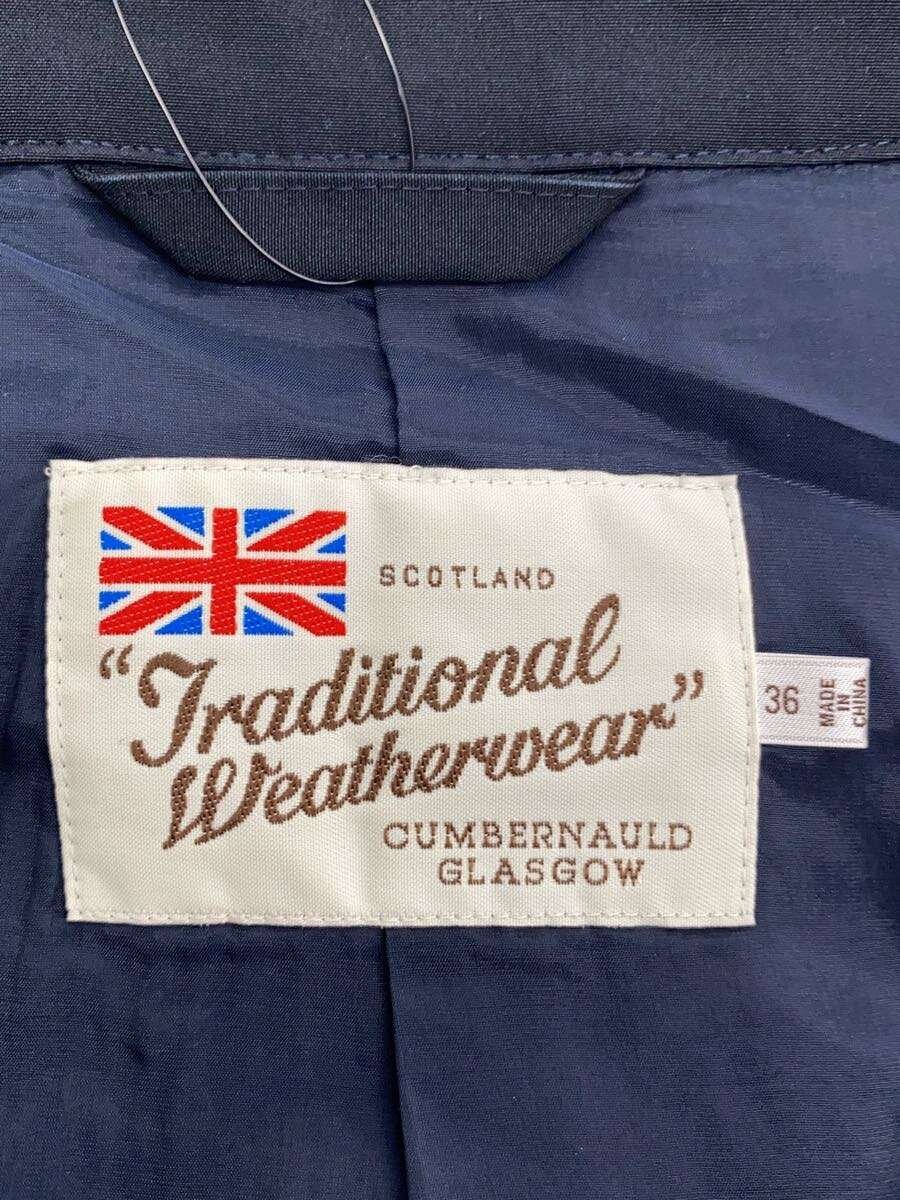 SCOTLAND
"Traditional
Weatherwear"
CUMBERNAULD
GLASGOW
36
MADE
IN
CHINA